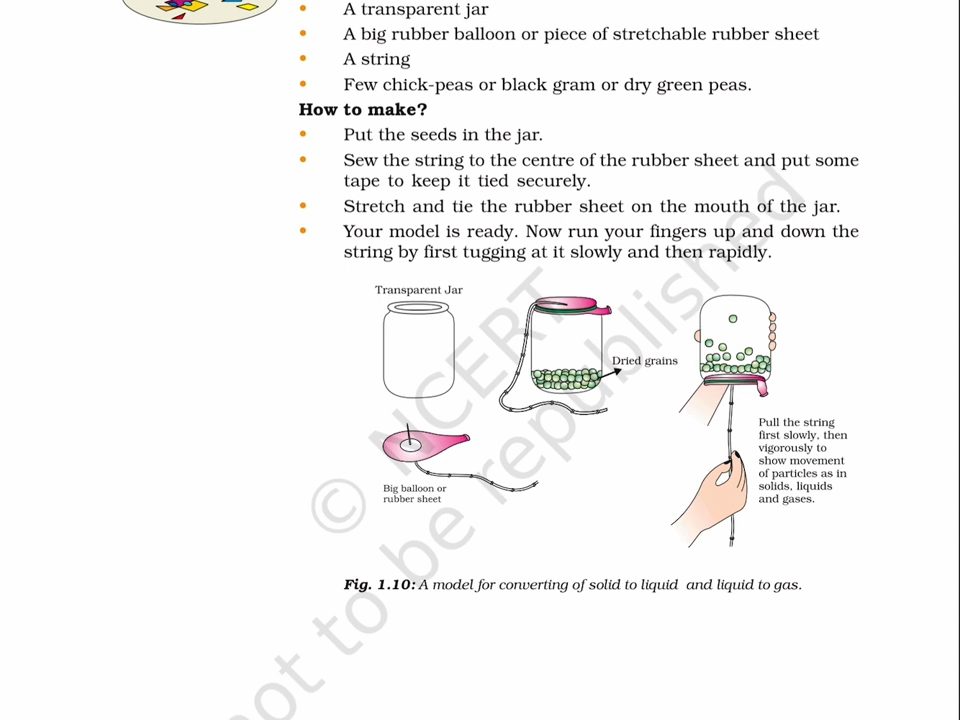 • A transparent jar
• A big rubber balloon or piece of stretchable rubber sheet
• A string
• Few chick-peas or black gram or dry green peas.
How to make?
• Put the seeds in the jar.
• Sew the string to the centre of the rubber sheet and put some
tape to keep it tied securely.
• Stretch and tie the rubber sheet on the mouth of the jar.
• Your model is ready. Now run your fingers up and down the
string by first tugging at it slowly and then rapidly.
Transparent Jar
Dried grains
Big balloon or
rubber sheet
Pull the string
first slowly, then
vigorously to
show movement
of particles as in
solids, liquids
and gases.
Fig. 1.10: A model for converting of solid to liquid and liquid to gas.
© NCERT
not to be republished